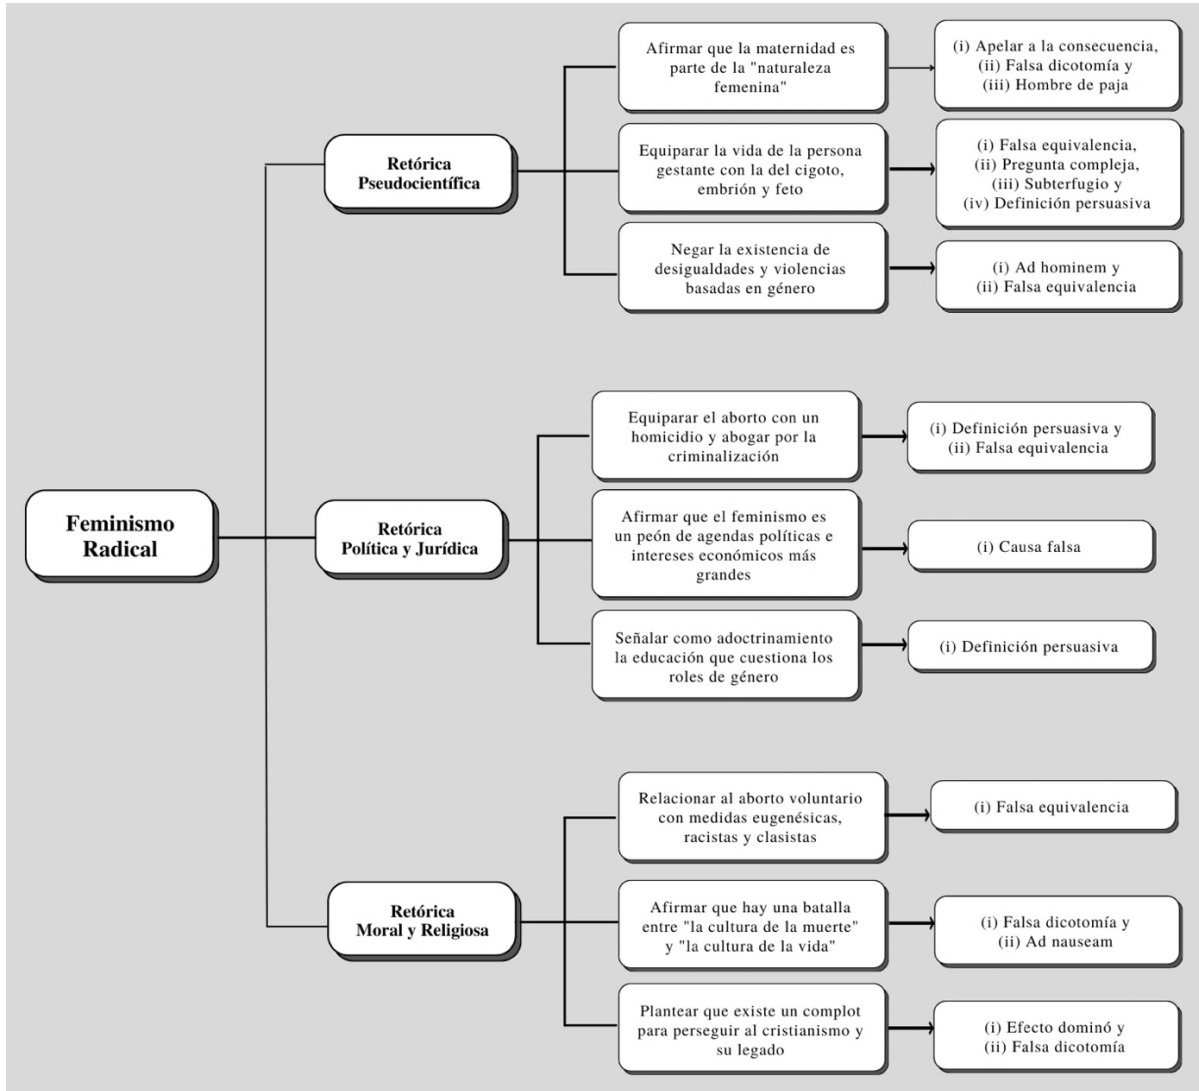 Feminismo
Radical
Retórica
Pseudocientífica
Afirmar que la maternidad es
parte de la "naturaleza
femenina"
(i) Apelar a la consecuencia,
(ii) Falsa dicotomía y
(iii) Hombre de paja
Equiparar la vida de la persona
gestante con la del cigoto,
embrión y feto
(i) Falsa equivalencia,
(ii) Pregunta compleja,
(iii) Subterfugio y
(iv) Definición persuasiva
Negar la existencia de
desigualdades y violencias
basadas en género
(i) Ad hominem y
(ii) Falsa equivalencia
Retórica
Política y Jurídica
Equiparar el aborto con un
homicidio y abogar por la
criminalización
(i) Definición persuasiva y
(ii) Falsa equivalencia
Afirmar que el feminismo es
un peón de agendas políticas e
intereses económicos más
grandes
(i) Causa falsa
Señalar como adoctrinamiento
la educación que cuestiona los
roles de género
(i) Definición persuasiva
Retórica
Moral y Religiosa
Relacionar al aborto voluntario
con medidas eugenésicas,
racistas y clasistas
(i) Falsa equivalencia
Afirmar que hay una batalla
entre "la cultura de la muerte"
y "la cultura de la vida"
(i) Falsa dicotomía y
(ii) Ad nauseam
Plantear que existe un complot
para perseguir al cristianismo y
su legado
(i) Efecto dominó y
(ii) Falsa dicotomía